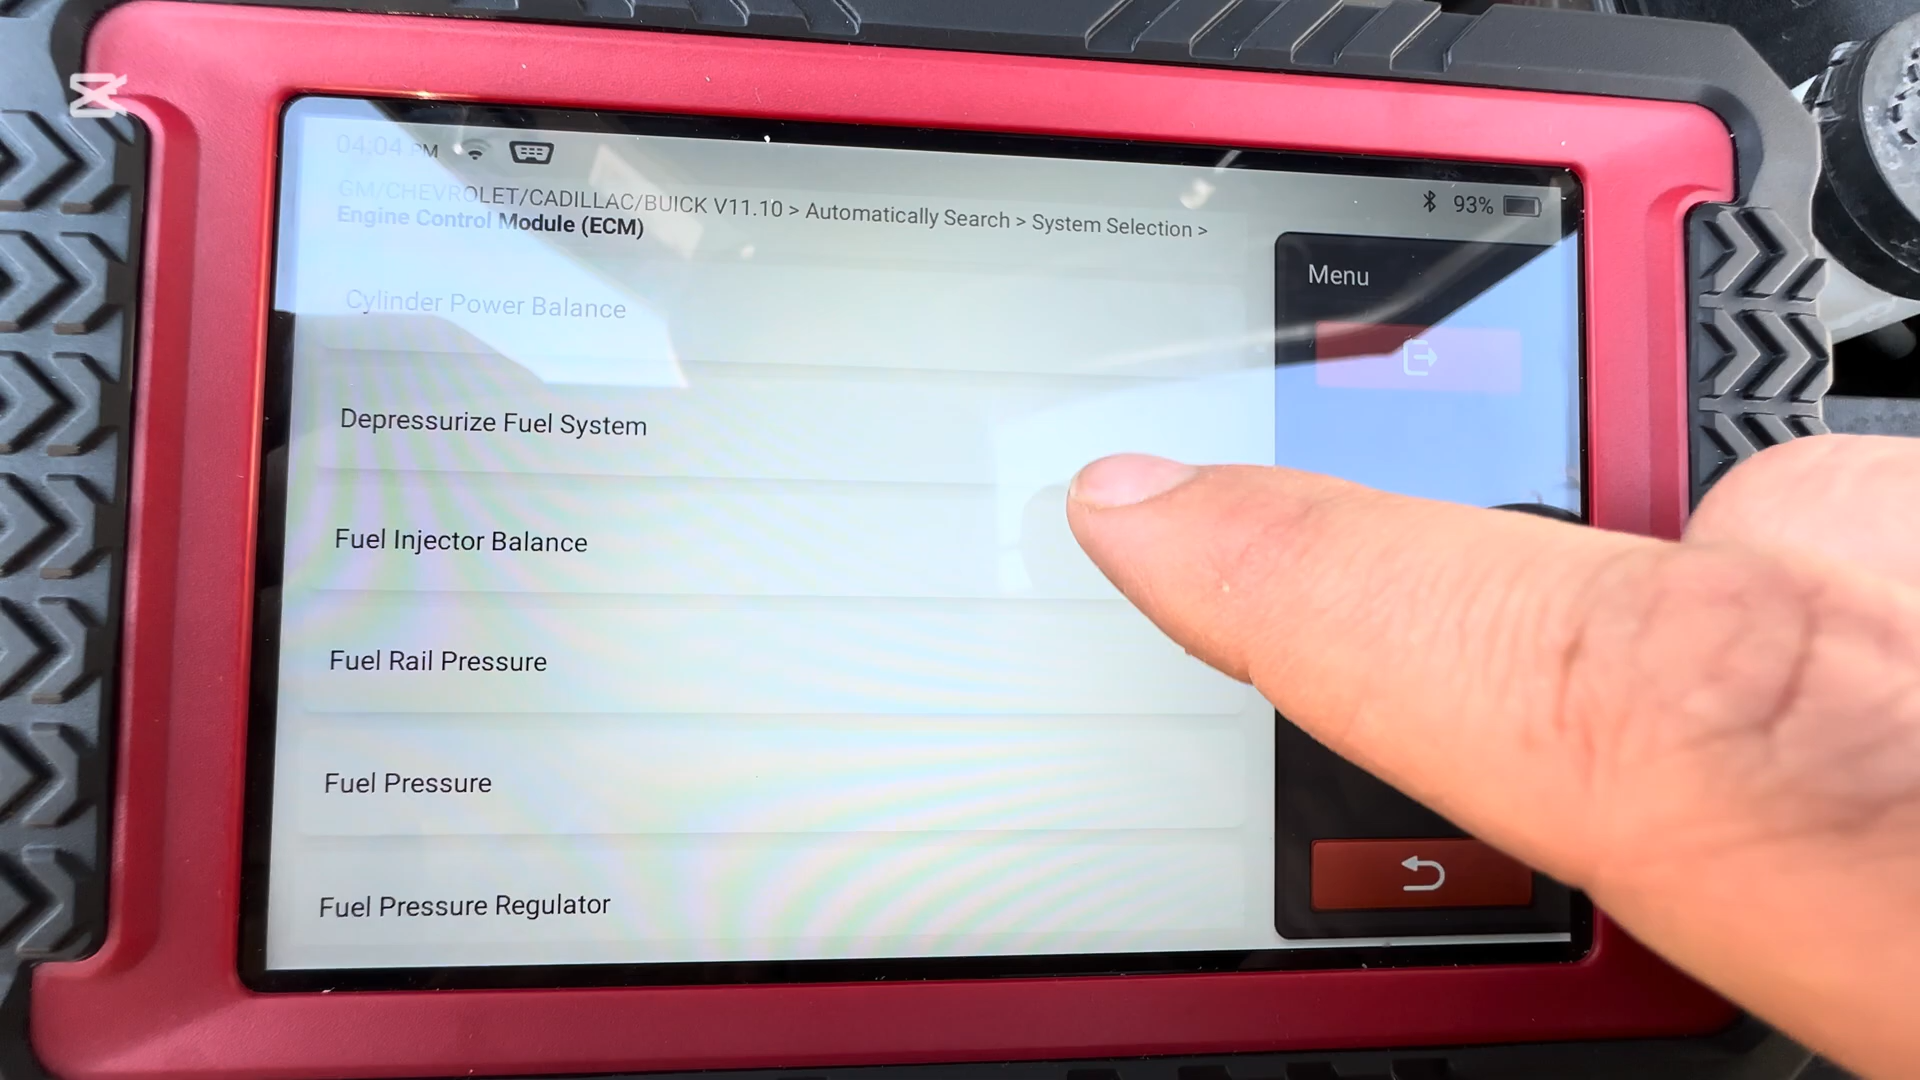 04:04 PM
93%
GM/CHEVROLET/CADILLAC/BUICK V11.10 > Automatically Search > System Selection >
Engine Control Module (ECM)
Menu
Cylinder Power Balance
Depressurize Fuel System
Fuel Injector Balance
Fuel Rail Pressure
Fuel Pressure
Fuel Pressure Regulator